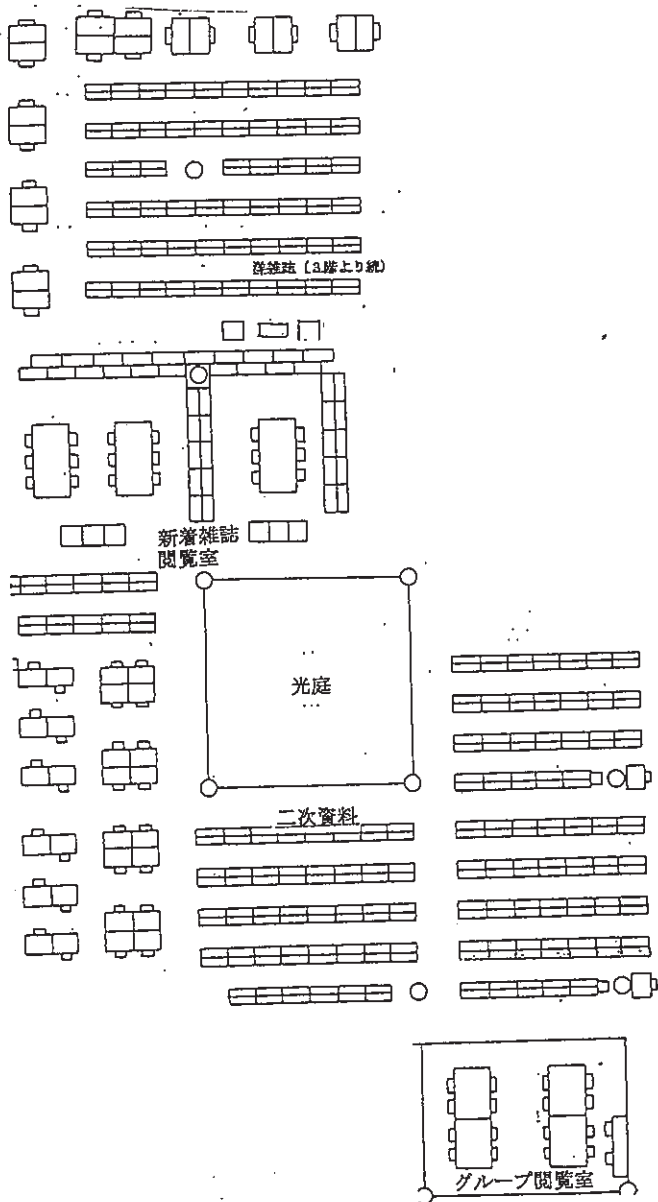 洋雑誌（3階より続）
新着雑誌
閲覧室
光庭
二次資料
グループ閲覧室